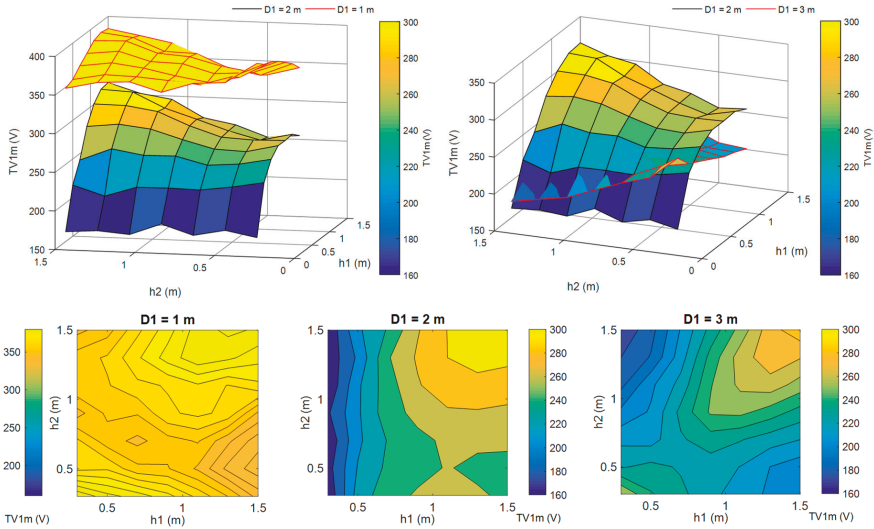 D1 = 2 m D1 = 1 m
400
350
300
250
200
150
TV1m (V)
1.5
1
0.5
0
h2 (m)
0
0.5
1
1.5
h1 (m)
300
280
260
240
220
200
180
160
TV1m(V)
D1 = 2 m D1 = 3 m
350
300
250
200
150
TV1m (V)
1.5
1
0.5
0
h2 (m)
0
0.5
1
1.5
h1 (m)
300
280
260
240
220
200
180
160
TV1m(V)
D1 = 1 m
350
300
250
200
TV1m (V)
1.5
1
0.5
h2 (m)
0.5 1 1.5
h1 (m)
D1 = 2 m
1.5
1
0.5
h2 (m)
0.5 1 1.5
h1 (m)
300
280
260
240
220
200
180
160
TV1m (V)
D1 = 3 m
1.5
1
0.5
h2 (m)
0.5 1 1.5
h1 (m)
300
280
260
240
220
200
180
160
TV1m (V)